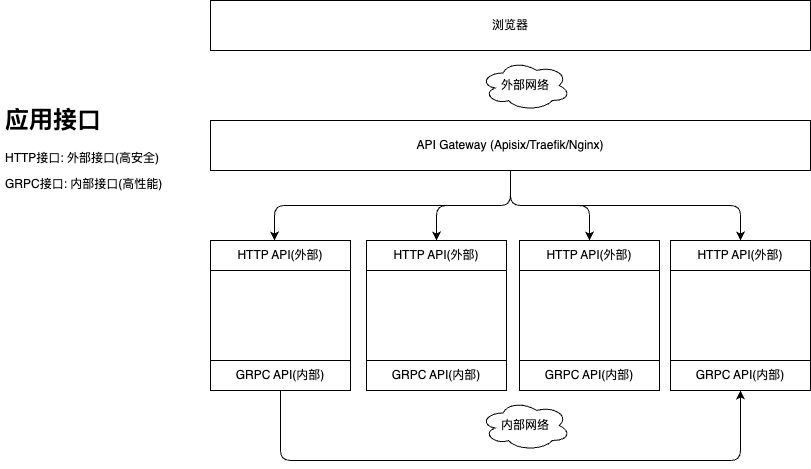 浏览器
外部网络
应用接口
HTTP接口: 外部接口(高安全)
GRPC接口: 内部接口(高性能)
API Gateway (Apisix/Traefik/Nginx)
HTTP API(外部)
HTTP API(外部)
HTTP API(外部)
HTTP API(外部)
GRPC API(内部)
GRPC API(内部)
GRPC API(内部)
GRPC API(内部)
内部网络